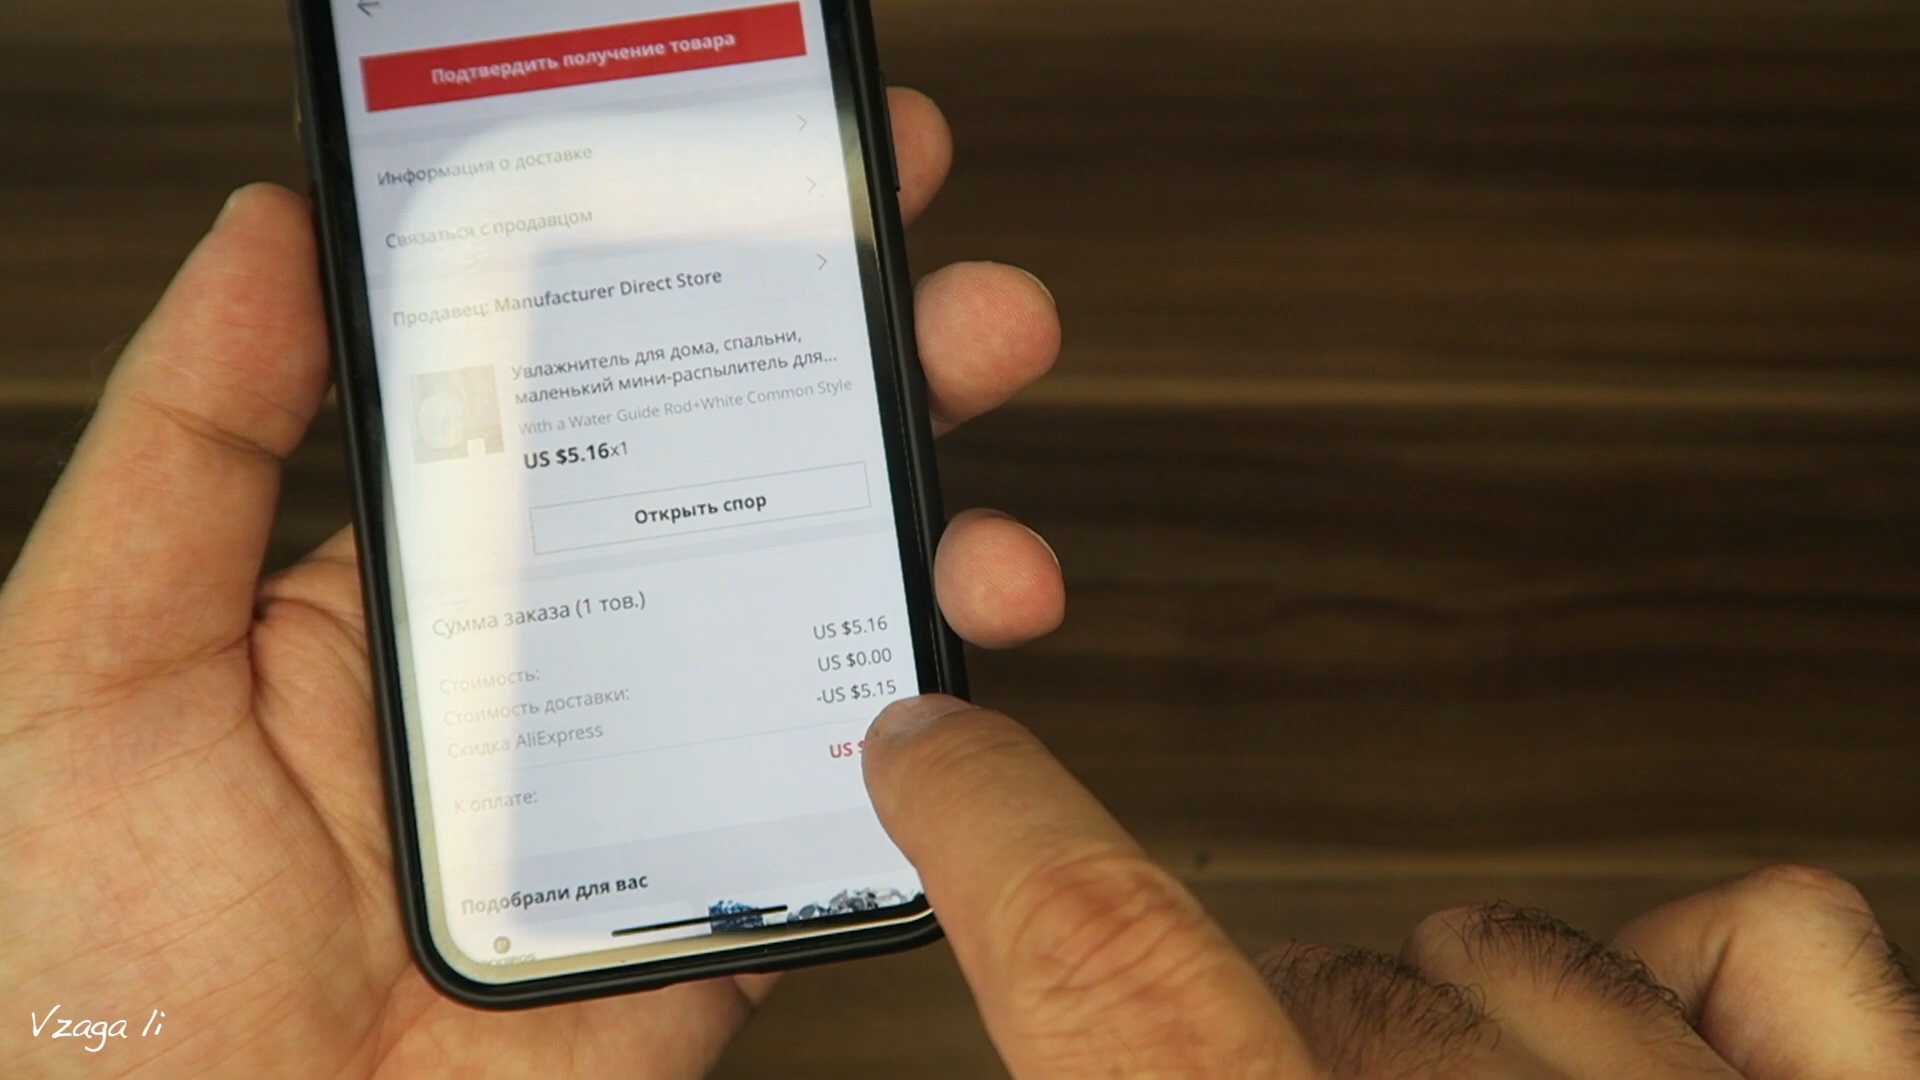 Подтвердить получение товара
Информация о доставке
Связаться с продавцом
Продавец: Manufacturer Direct Store
Увлажнитель для дома, спальни,
маленький мини-распылитель для...
With a Water Guide Rod+White Common Style
US $5.16x1
Открыть спор
Сумма заказа (1 тов.)
Стоимость: US $5.16
Стоимость доставки: US $0.00
Скидка AliExpress -US $5.15
К оплате: US $
Подобрали для вас
Vzaga li